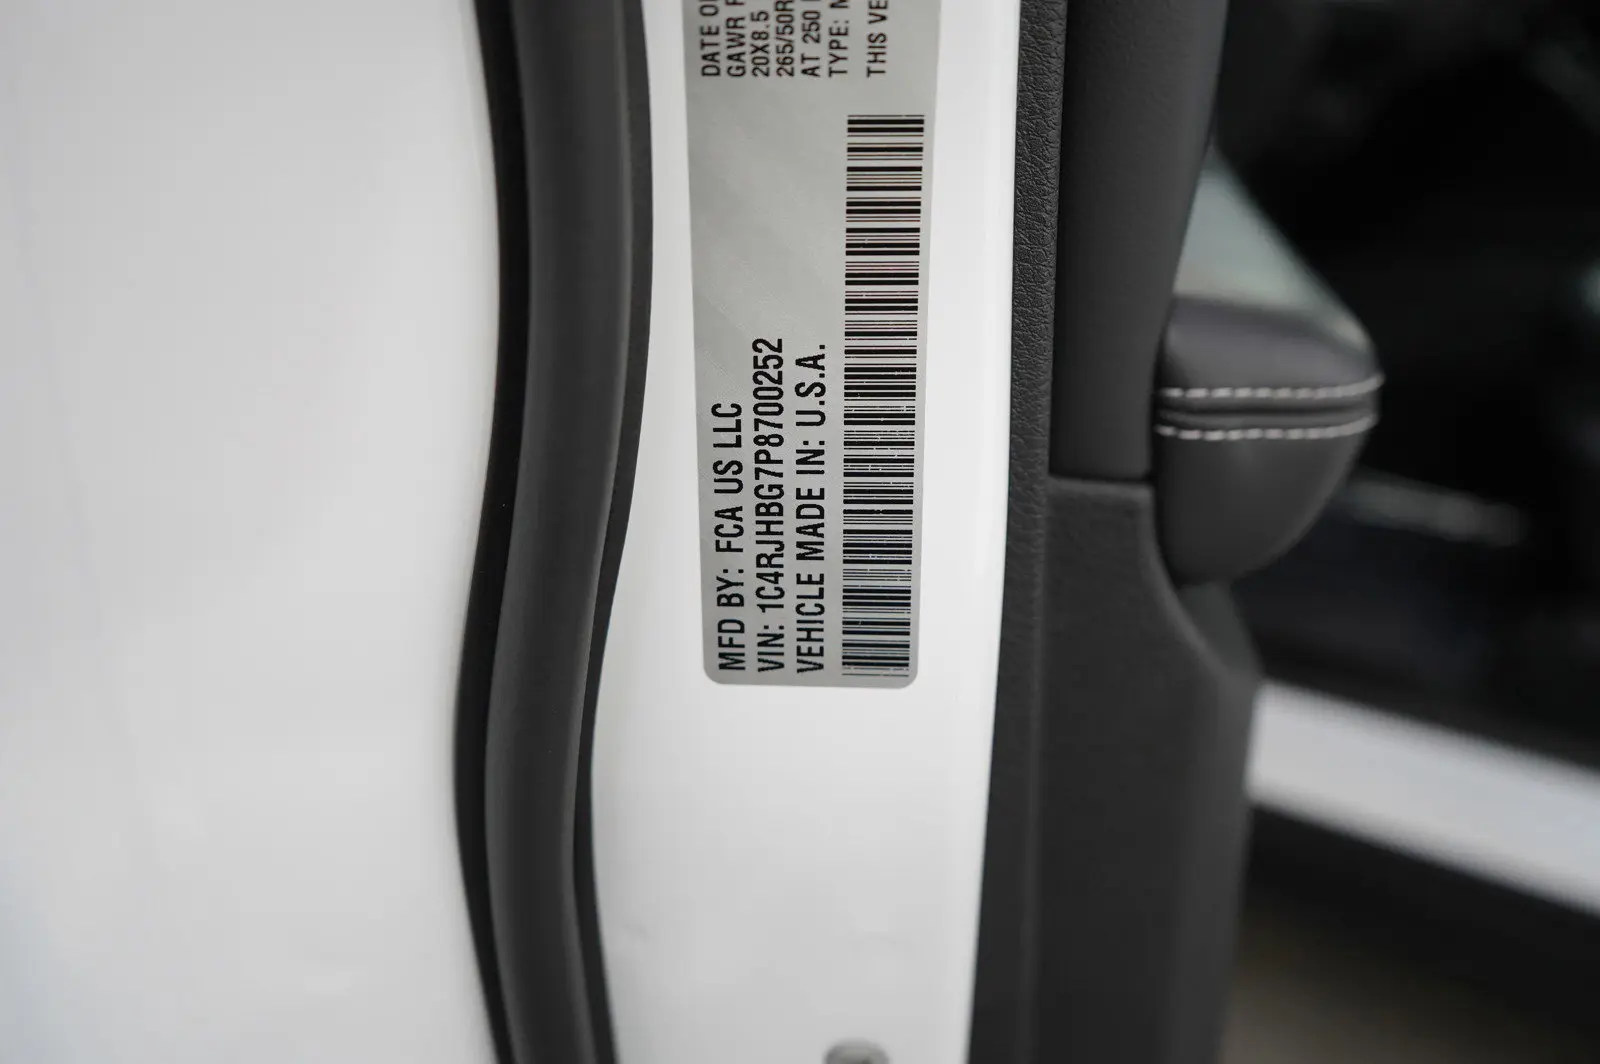 MFD BY: FCA US LLC
VIN: 1C4RJHBG7P8700252
VEHICLE MADE IN: U.S.A.
DATE O
GAWR
20X8.5
265/50R
AT 250
TYPE:
THIS VE